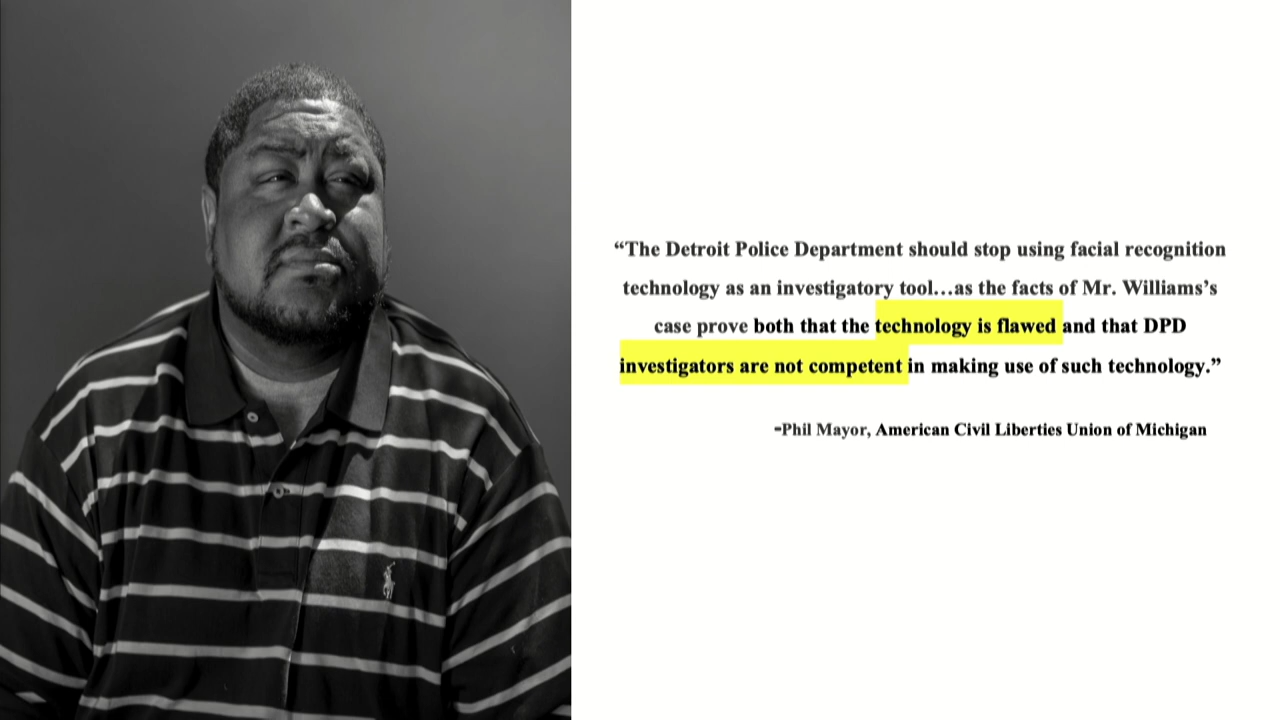 “The Detroit Police Department should stop using facial recognition
technology as an investigatory tool…as the facts of Mr. Williams’s
case prove both that the technology is flawed and that DPD
investigators are not competent in making use of such technology.”
-Phil Mayor, American Civil Liberties Union of Michigan